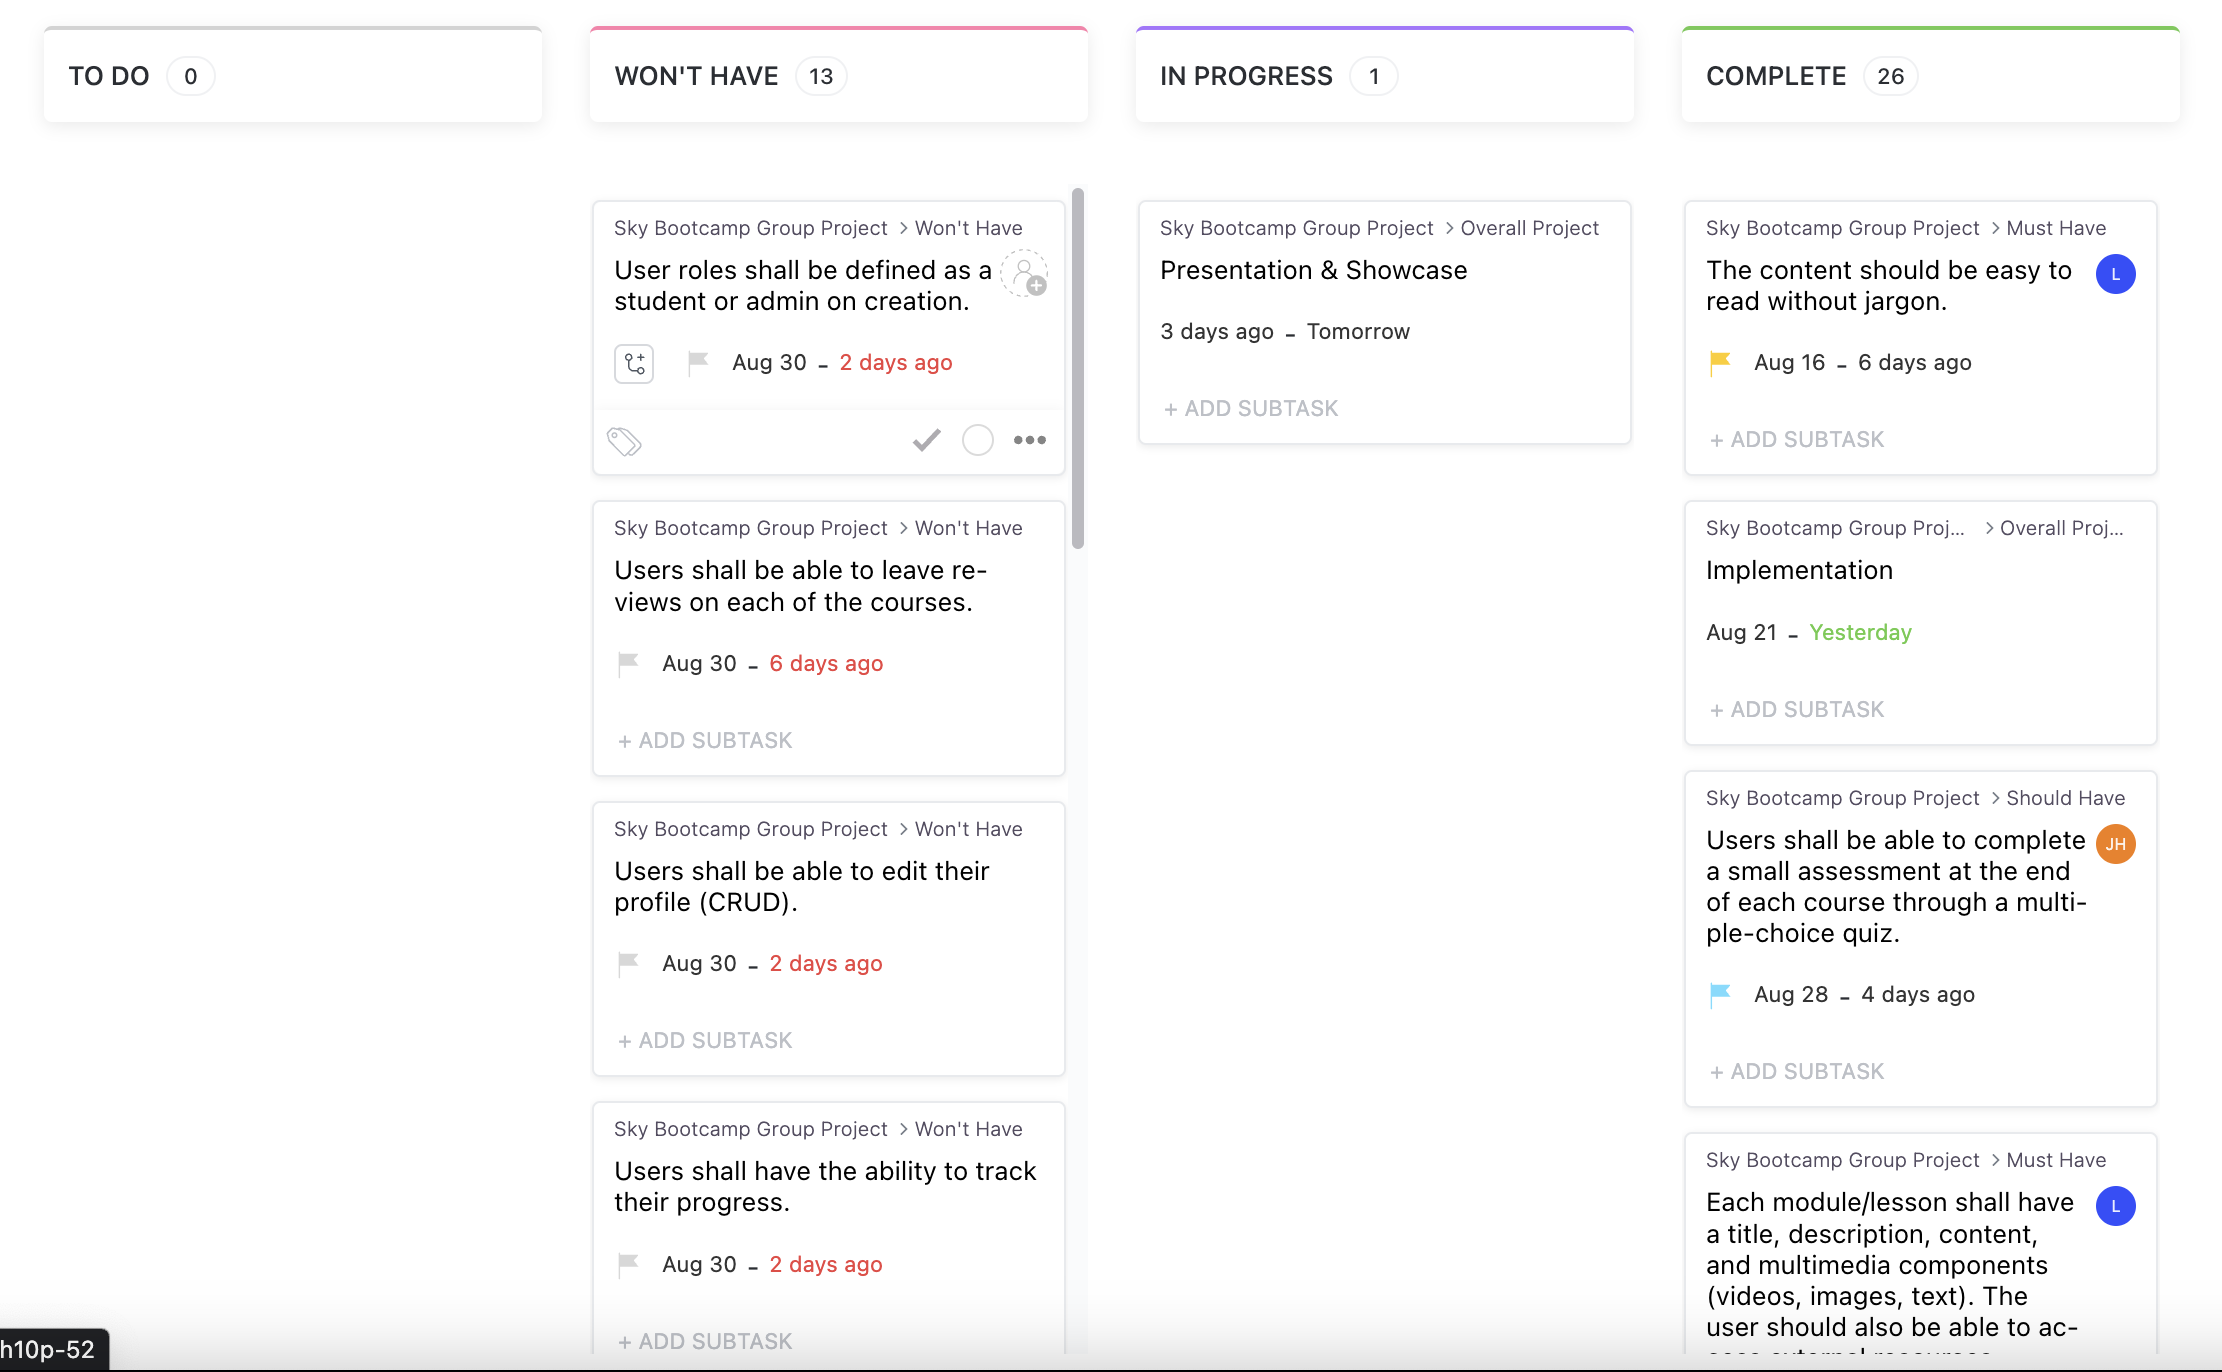 TO DO 0
WON'T HAVE 13
Sky Bootcamp Group Project > Won't Have
User roles shall be defined as a
student or admin on creation.
Aug 30 - 2 days ago
Sky Bootcamp Group Project > Won't Have
Users shall be able to leave re-
views on each of the courses.
Aug 30 - 6 days ago
+ ADD SUBTASK
Sky Bootcamp Group Project > Won't Have
Users shall be able to edit their
profile (CRUD).
Aug 30 - 2 days ago
+ ADD SUBTASK
Sky Bootcamp Group Project > Won't Have
Users shall have the ability to track
their progress.
Aug 30 - 2 days ago
+ ADD SUBTASK
IN PROGRESS 1
Sky Bootcamp Group Project > Overall Project
Presentation & Showcase
3 days ago - Tomorrow
+ ADD SUBTASK
COMPLETE 26
Sky Bootcamp Group Project > Must Have
The content should be easy to
read without jargon.
L
Aug 16 - 6 days ago
+ ADD SUBTASK
Sky Bootcamp Group Proj... > Overall Proj...
Implementation
Aug 21 - Yesterday
+ ADD SUBTASK
Sky Bootcamp Group Project > Should Have
Users shall be able to complete
JH
a small assessment at the end
of each course through a multi-
ple-choice quiz.
Aug 28 - 4 days ago
+ ADD SUBTASK
Sky Bootcamp Group Project > Must Have
Each module/lesson shall have
L
a title, description, content,
and multimedia components
(videos, images, text). The
user should also be able to ac-
h10p-52